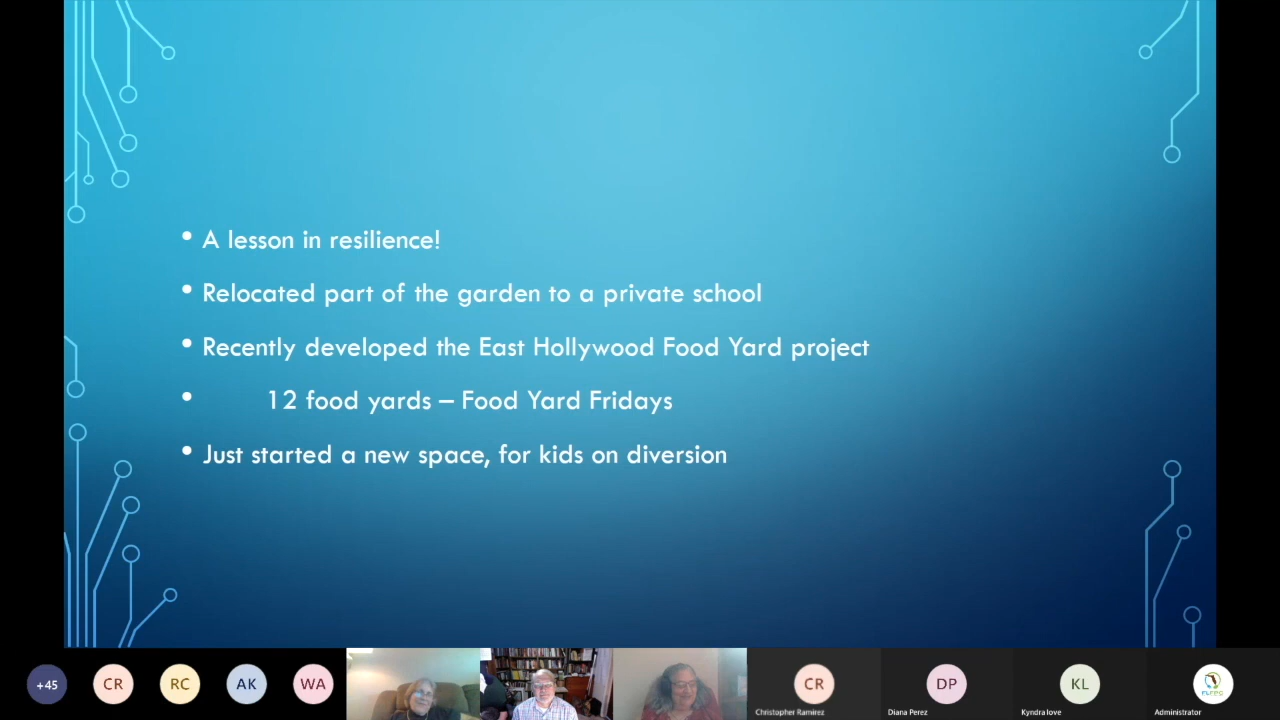 • A lesson in resilience!
• Relocated part of the garden to a private school
• Recently developed the East Hollywood Food Yard project
• 12 food yards – Food Yard Fridays
• Just started a new space, for kids on diversion
+45
CR
RC
AK
WA
CR
Christopher Ramirez
DP
Diana Perez
KL
Kyndra love
FLFPC
Administrator